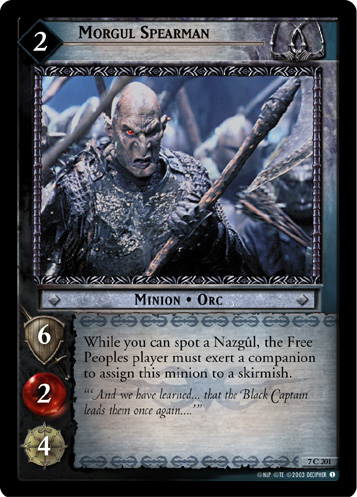 2
Morgul Spearman
Minion • Orc
6
While you can spot a Nazgûl, the Free
Peoples player must exert a companion
to assign this minion to a skirmish.
2
“‘And we have learned... that the Black Captain
leads them once again....’”
4
7 C 201
©NLP ©TE ©2003 DECIPHER